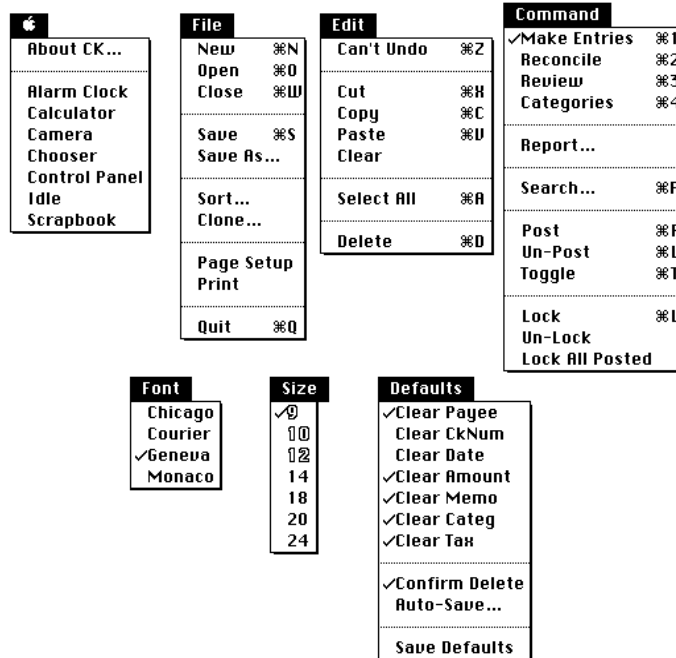 About CK...
Alarm Clock
Calculator
Camera
Chooser
Control Panel
Idle
Scrapbook
File
New ⌘N
Open ⌘O
Close ⌘W
Save ⌘S
Save As...
Sort...
Clone...
Page Setup
Print
Quit ⌘Q
Edit
Can't Undo ⌘Z
Cut ⌘X
Copy ⌘C
Paste ⌘V
Clear
Select All ⌘A
Delete ⌘D
Command
✓Make Entries ⌘1
Reconcile ⌘2
Review ⌘3
Categories ⌘4
Report...
Search... ⌘
Post ⌘
Un-Post ⌘
Toggle ⌘T
Lock ⌘
Un-Lock
Lock All Posted
Font
Chicago
Courier
✓Geneva
Monaco
Size
✓9
10
12
14
18
20
24
Defaults
✓Clear Payee
Clear CkNum
Clear Date
✓Clear Amount
✓Clear Memo
✓Clear Categ
✓Clear Tax
✓Confirm Delete
Auto-Save...
Save Defaults